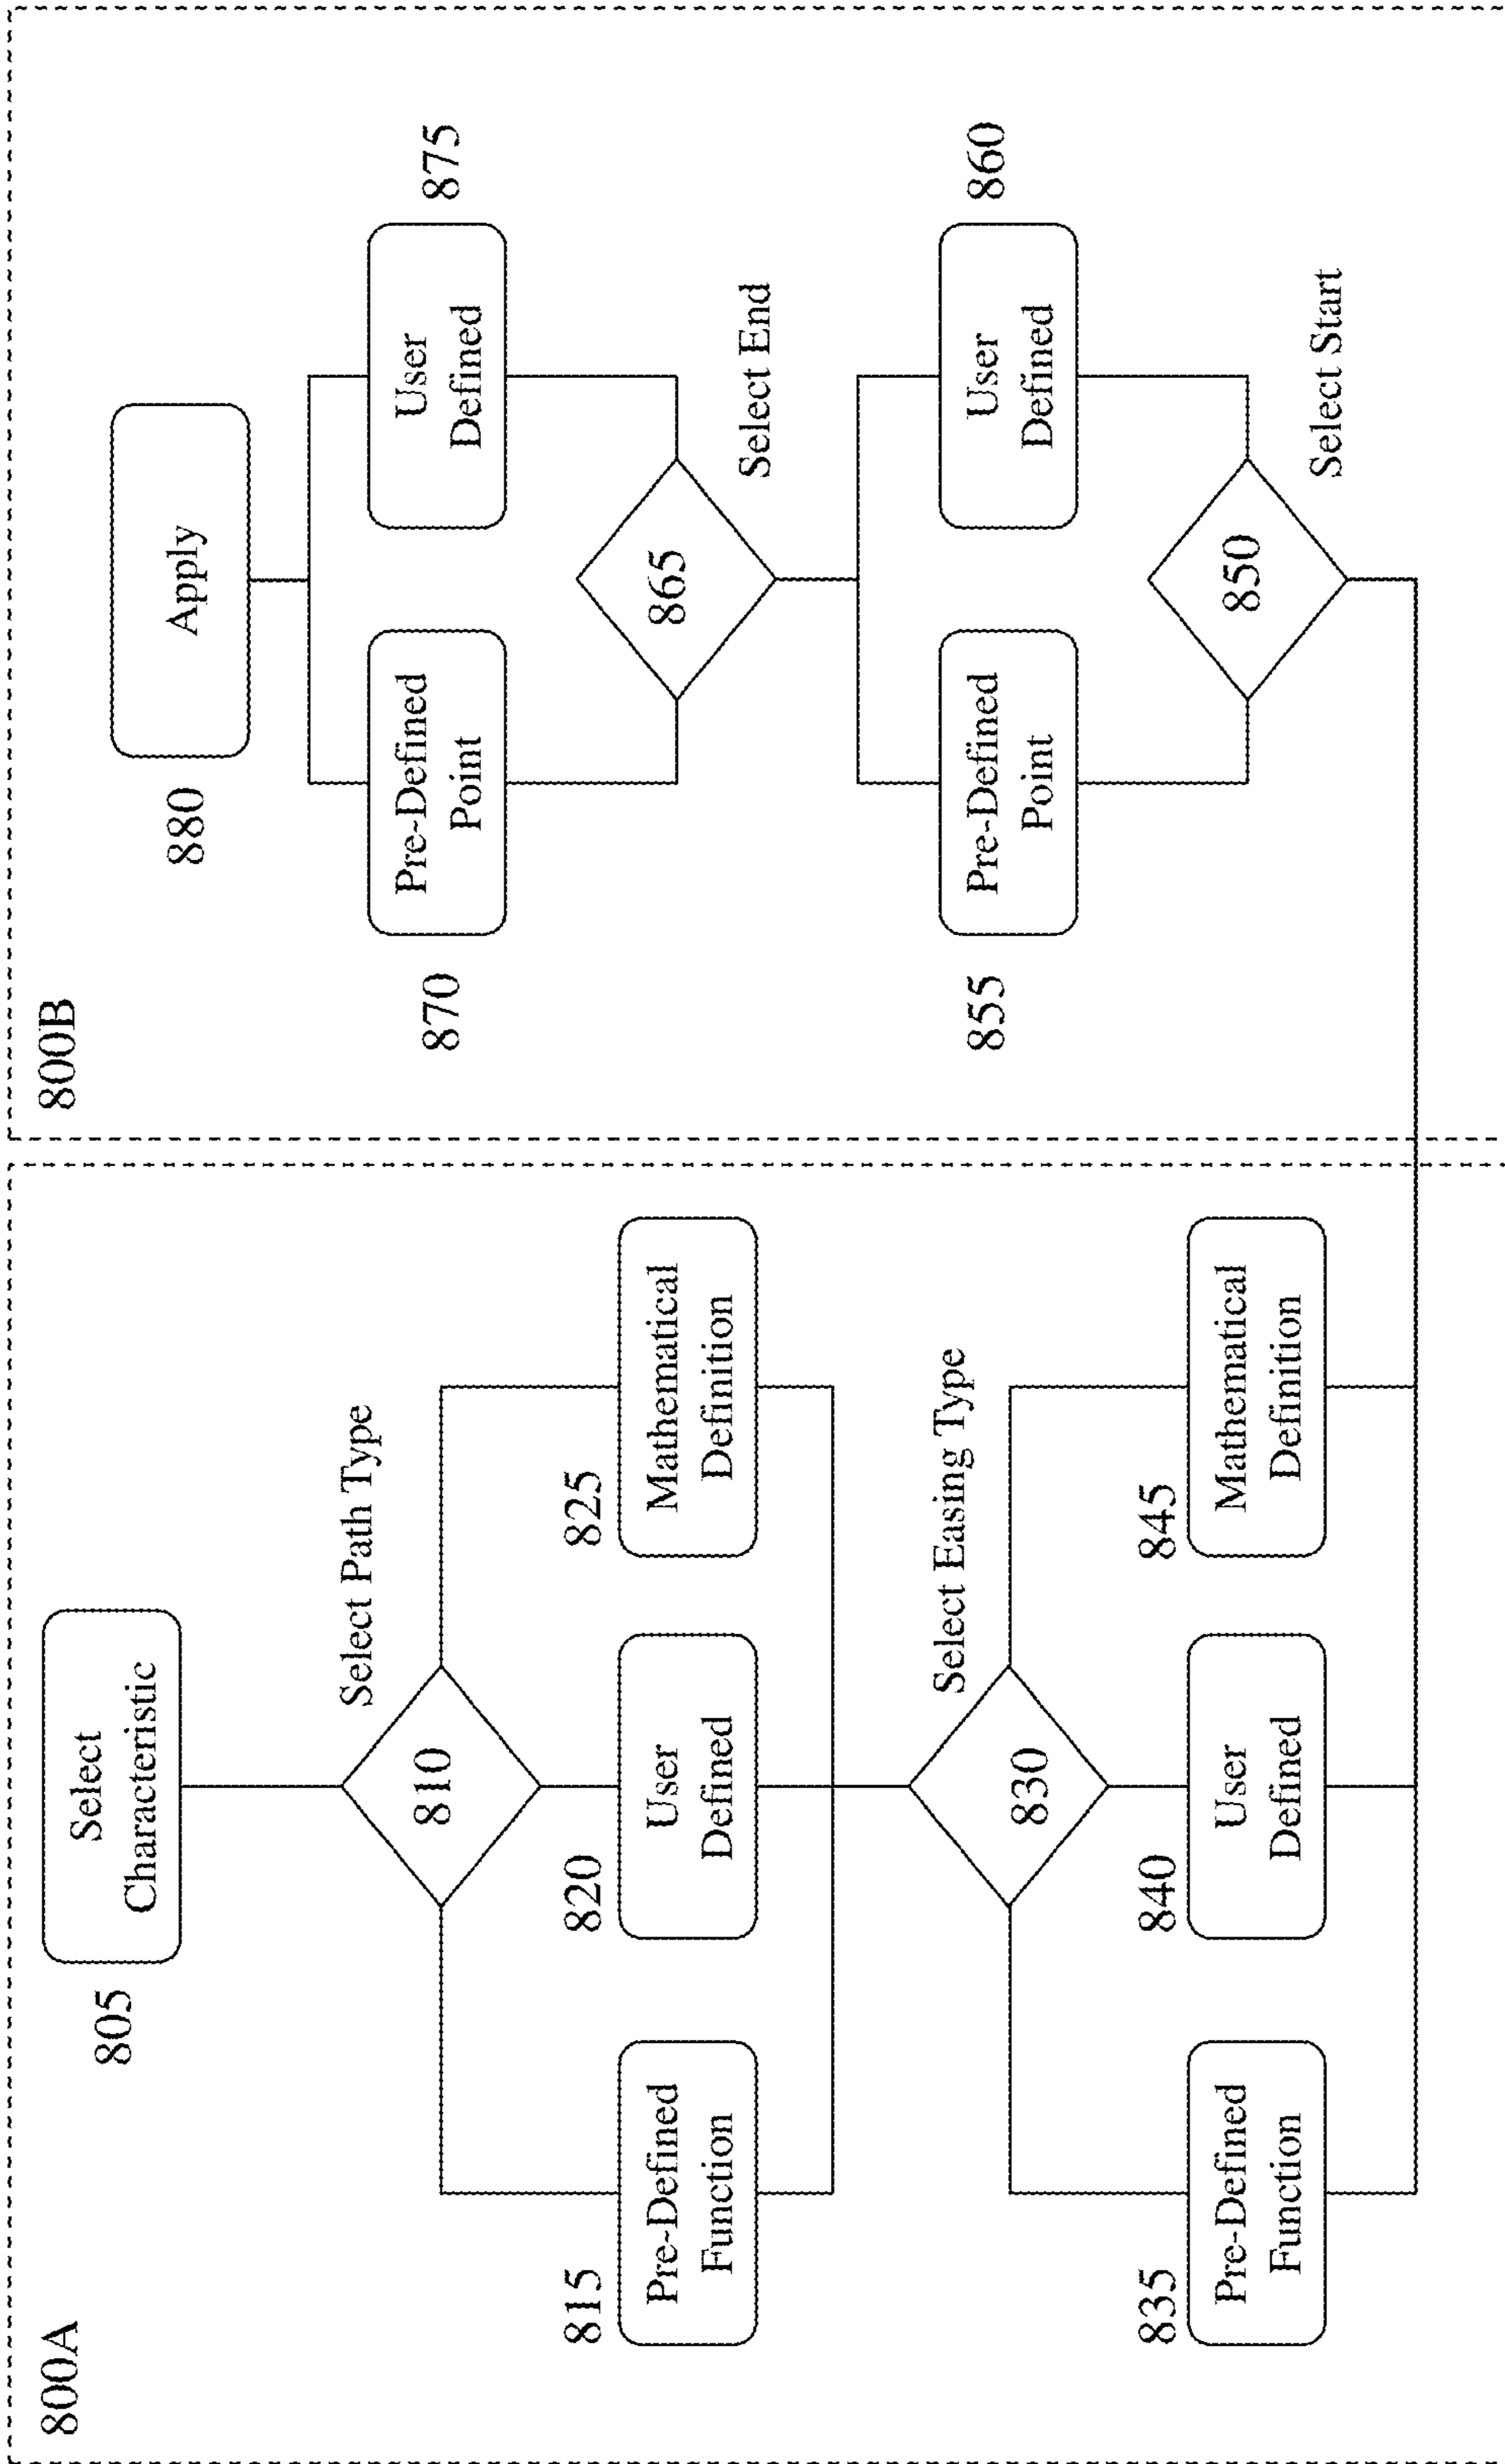 800A
805
Select
Characteristic
Select Path Type
810
815
Pre-Defined
Function
820
User
Defined
825
Mathematical
Definition
Select Easing Type
830
835
Pre-Defined
Function
840
User
Defined
845
Mathematical
Definition
800B
880
Apply
870
Pre-Defined
Point
User
Defined
875
865
Select End
855
Pre-Defined
Point
User
Defined
860
850
Select Start